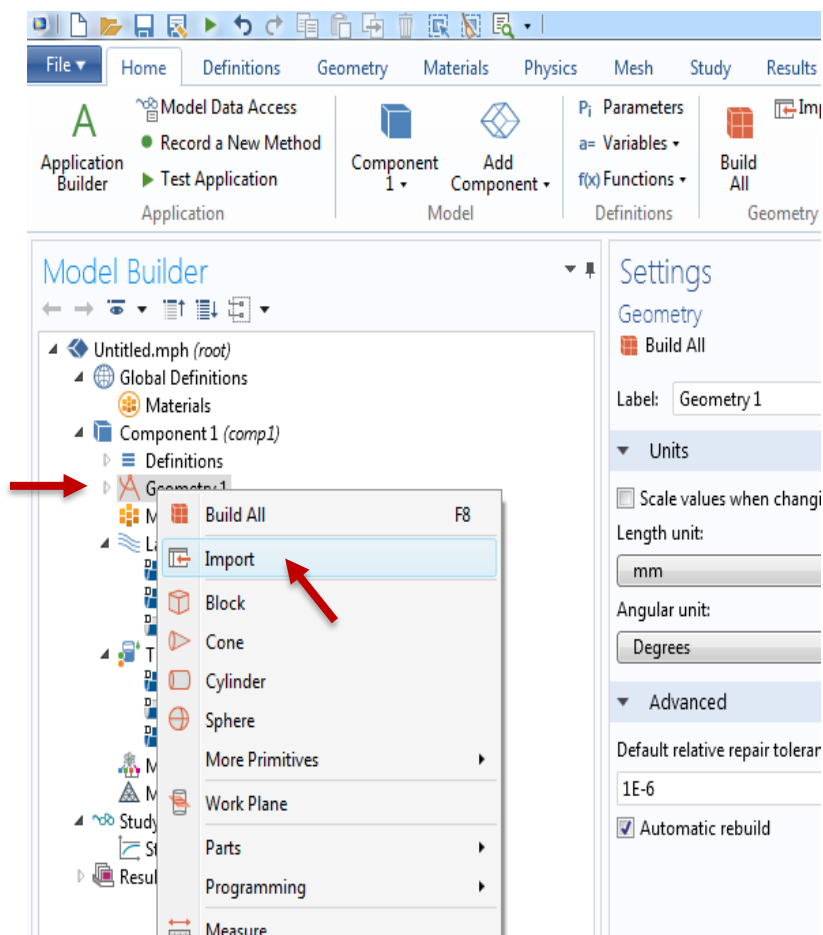 File Home Definitions Geometry Materials Physics Mesh Study Results
A
Application Builder
Model Data Access
Record a New Method
Test Application
Application
Component 1
Add Component
Model
Pi Parameters
a= Variables
f(x) Functions
Definitions
Build All
Geometry
Model Builder
Untitled.mph (root)
Global Definitions
Materials
Component 1 (comp1)
Definitions
Build All F8
Import
Block
Cone
Cylinder
Sphere
More Primitives
Work Plane
Parts
Programming
Measure
Study
Settings
Geometry
Build All
Label: Geometry 1
Units
Scale values when changi
Length unit:
mm
Angular unit:
Degrees
Advanced
Default relative repair toleran
1E-6
Automatic rebuild